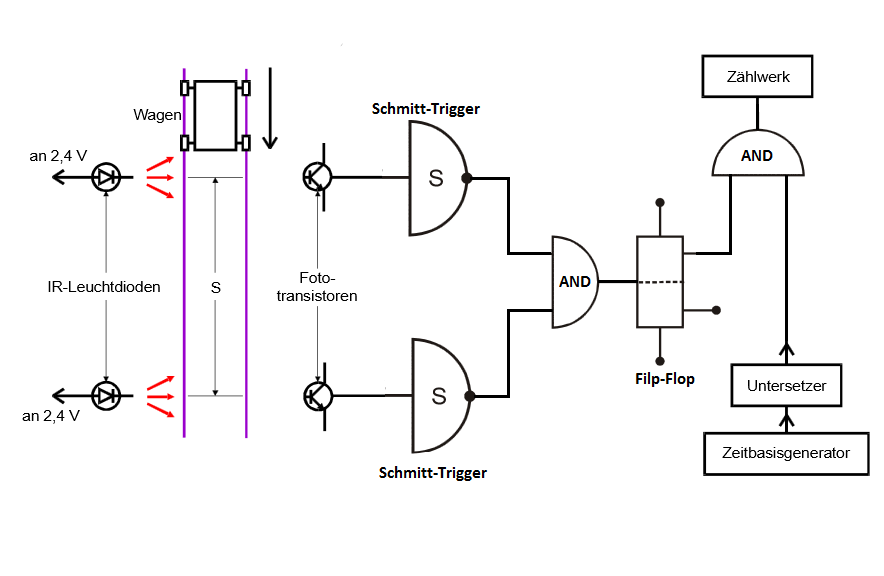 Zählwerk
Schmitt-Trigger
Wagen
an 2,4 V
AND
S
IR-Leuchtdioden
S
Foto-
transistoren
AND
Filp-Flop
Untersetzer
an 2,4 V
S
Zeitbasisgenerator
Schmitt-Trigger